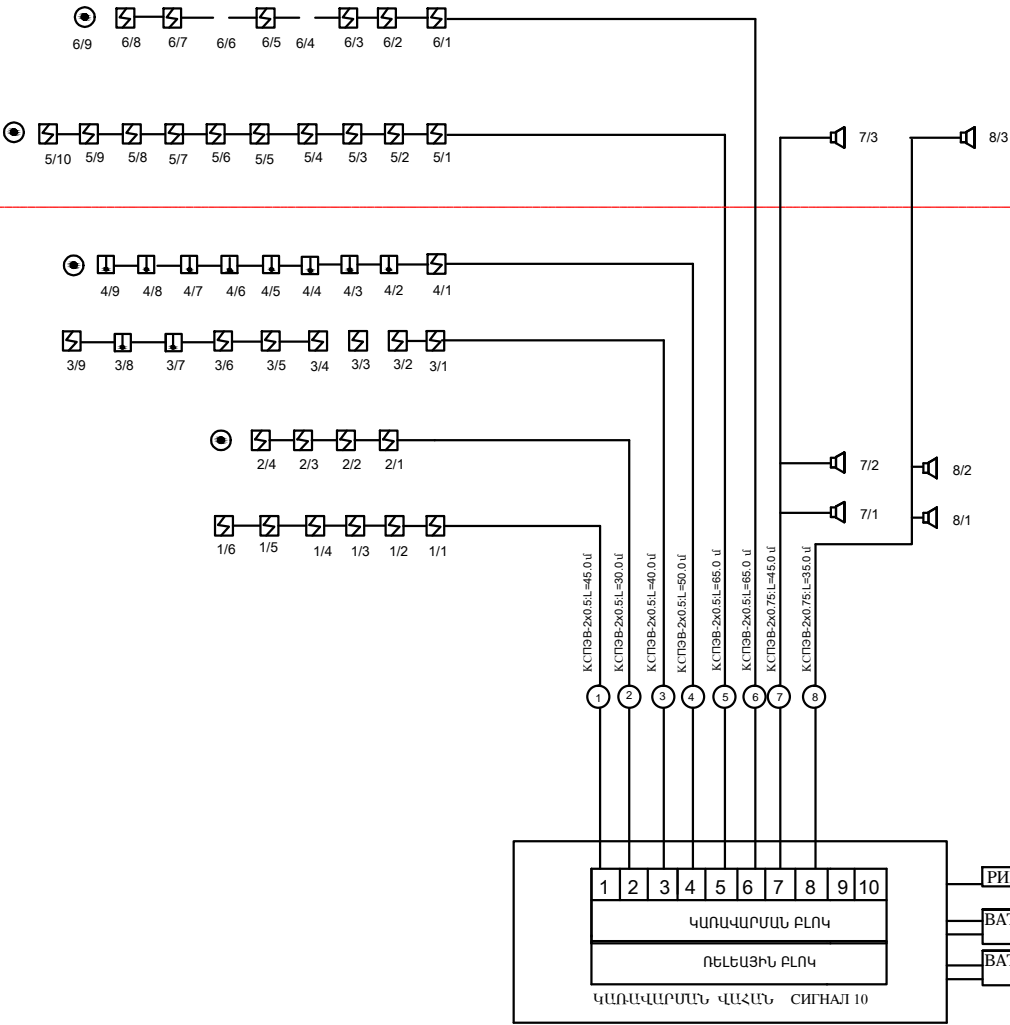 6/9 6/8 6/7 6/6 6/5 6/4 6/3 6/2 6/1
5/10 5/9 5/8 5/7 5/6 5/5 5/4 5/3 5/2 5/1
7/3
8/3
4/9 4/8 4/7 4/6 4/5 4/4 4/3 4/2 4/1
3/9 3/8 3/7 3/6 3/5 3/4 3/3 3/2 3/1
2/4 2/3 2/2 2/1
7/2
8/2
1/6 1/5 1/4 1/3 1/2 1/1
7/1
8/1
КСПЭВ-2x0.5:L=45.0 մ
КСПЭВ-2x0.5:L=30.0 մ
КСПЭВ-2x0.5:L=40.0 մ
КСПЭВ-2x0.5:L=50.0 մ
КСПЭВ-2x0.5:L=65.0 մ
КСПЭВ-2x0.5:L=65.0 մ
КСПЭВ-2x0.75:L=45.0 մ
КСПЭВ-2x0.75:L=35.0 մ
1 2 3 4 5 6 7 8
1 2 3 4 5 6 7 8 9 10
ԿԱՌԱՎԱՐՄԱՆ ԲԼՈԿ
ՌԵԼԵԱՅԻՆ ԲԼՈԿ
ԿԱՌԱՎԱՐՄԱՆ ՎԱՀԱՆ СИГНАЛ 10